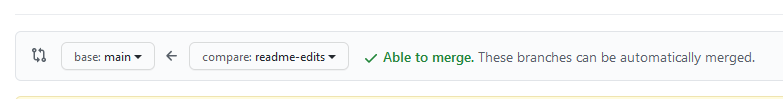 base: main compare: readme-edits Able to merge. These branches can be automatically merged.